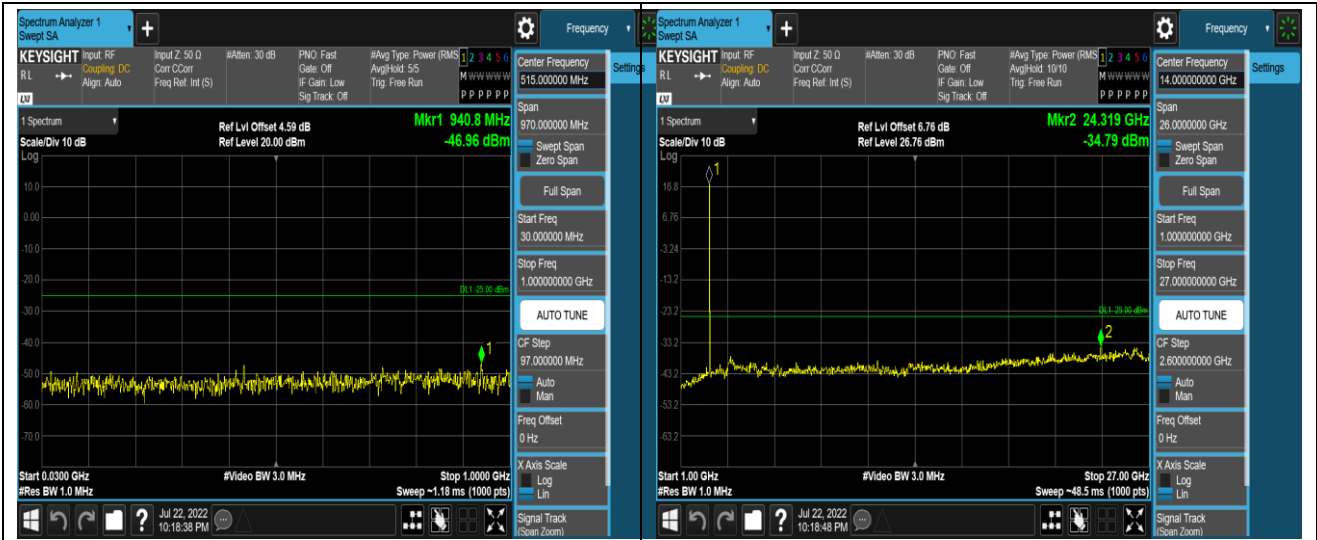 Spectrum Analyzer 1
Swept SA
+
Frequency
KEYSIGHT
Input: RF
Input Z: 50 Ω
#Atten: 30 dB
PNO: Fast
#Avg Type: Power (RMS
1 2 3 4 5 6
RL
Coupling: DC
Corr CCorr
Gate: Off
Avg|Hold: 5/5
M W W W W W
Align: Auto
Freq Ref: Int (S)
IF Gain: Low
Trig: Free Run
Sig Track: Off
P P P P P P
LXI
Center Frequency
515.000000 MHz
Settings
1 Spectrum
Ref Lvl Offset 4.59 dB
Mkr1 940.8 MHz
Scale/Div 10 dB
Ref Level 20.00 dBm
-46.96 dBm
Log
10.0
0.00
-10.0
-20.0
DL1 -25.00 dBm
-30.0
-40.0
1
-50.0
-60.0
-70.0
Start 0.0300 GHz
#Video BW 3.0 MHz
Stop 1.0000 GHz
#Res BW 1.0 MHz
Sweep ~1.18 ms (1000 pts)
Span
970.000000 MHz
Swept Span
Zero Span
Full Span
Start Freq
30.000000 MHz
Stop Freq
1.000000000 GHz
AUTO TUNE
CF Step
97.000000 MHz
Auto
Man
Freq Offset
0 Hz
X Axis Scale
Log
Lin
Signal Track
(Span Zoom)
?
Jul 22, 2022
10:18:38 PM
Spectrum Analyzer 1
Swept SA
+
Frequency
KEYSIGHT
Input: RF
Input Z: 50 Ω
#Atten: 30 dB
PNO: Fast
#Avg Type: Power (RMS
1 2 3 4 5 6
RL
Coupling: DC
Corr CCorr
Gate: Off
Avg|Hold: 10/10
M W W W W W
Align: Auto
Freq Ref: Int (S)
IF Gain: Low
Trig: Free Run
Sig Track: Off
P P P P P P
LXI
Center Frequency
14.000000000 GHz
Settings
1 Spectrum
Ref Lvl Offset 6.76 dB
Mkr2 24.319 GHz
Scale/Div 10 dB
Ref Level 26.76 dBm
-34.79 dBm
Log
1
16.8
6.76
-3.24
-13.2
-23.2
DL1 -25.00 dBm
-33.2
2
-43.2
-53.2
-63.2
Start 1.00 GHz
#Video BW 3.0 MHz
Stop 27.00 GHz
#Res BW 1.0 MHz
Sweep ~48.5 ms (1000 pts)
Span
26.0000000 GHz
Swept Span
Zero Span
Full Span
Start Freq
1.000000000 GHz
Stop Freq
27.000000000 GHz
AUTO TUNE
CF Step
2.600000000 GHz
Auto
Man
Freq Offset
0 Hz
X Axis Scale
Log
Lin
Signal Track
(Span Zoom)
?
Jul 22, 2022
10:18:48 PM